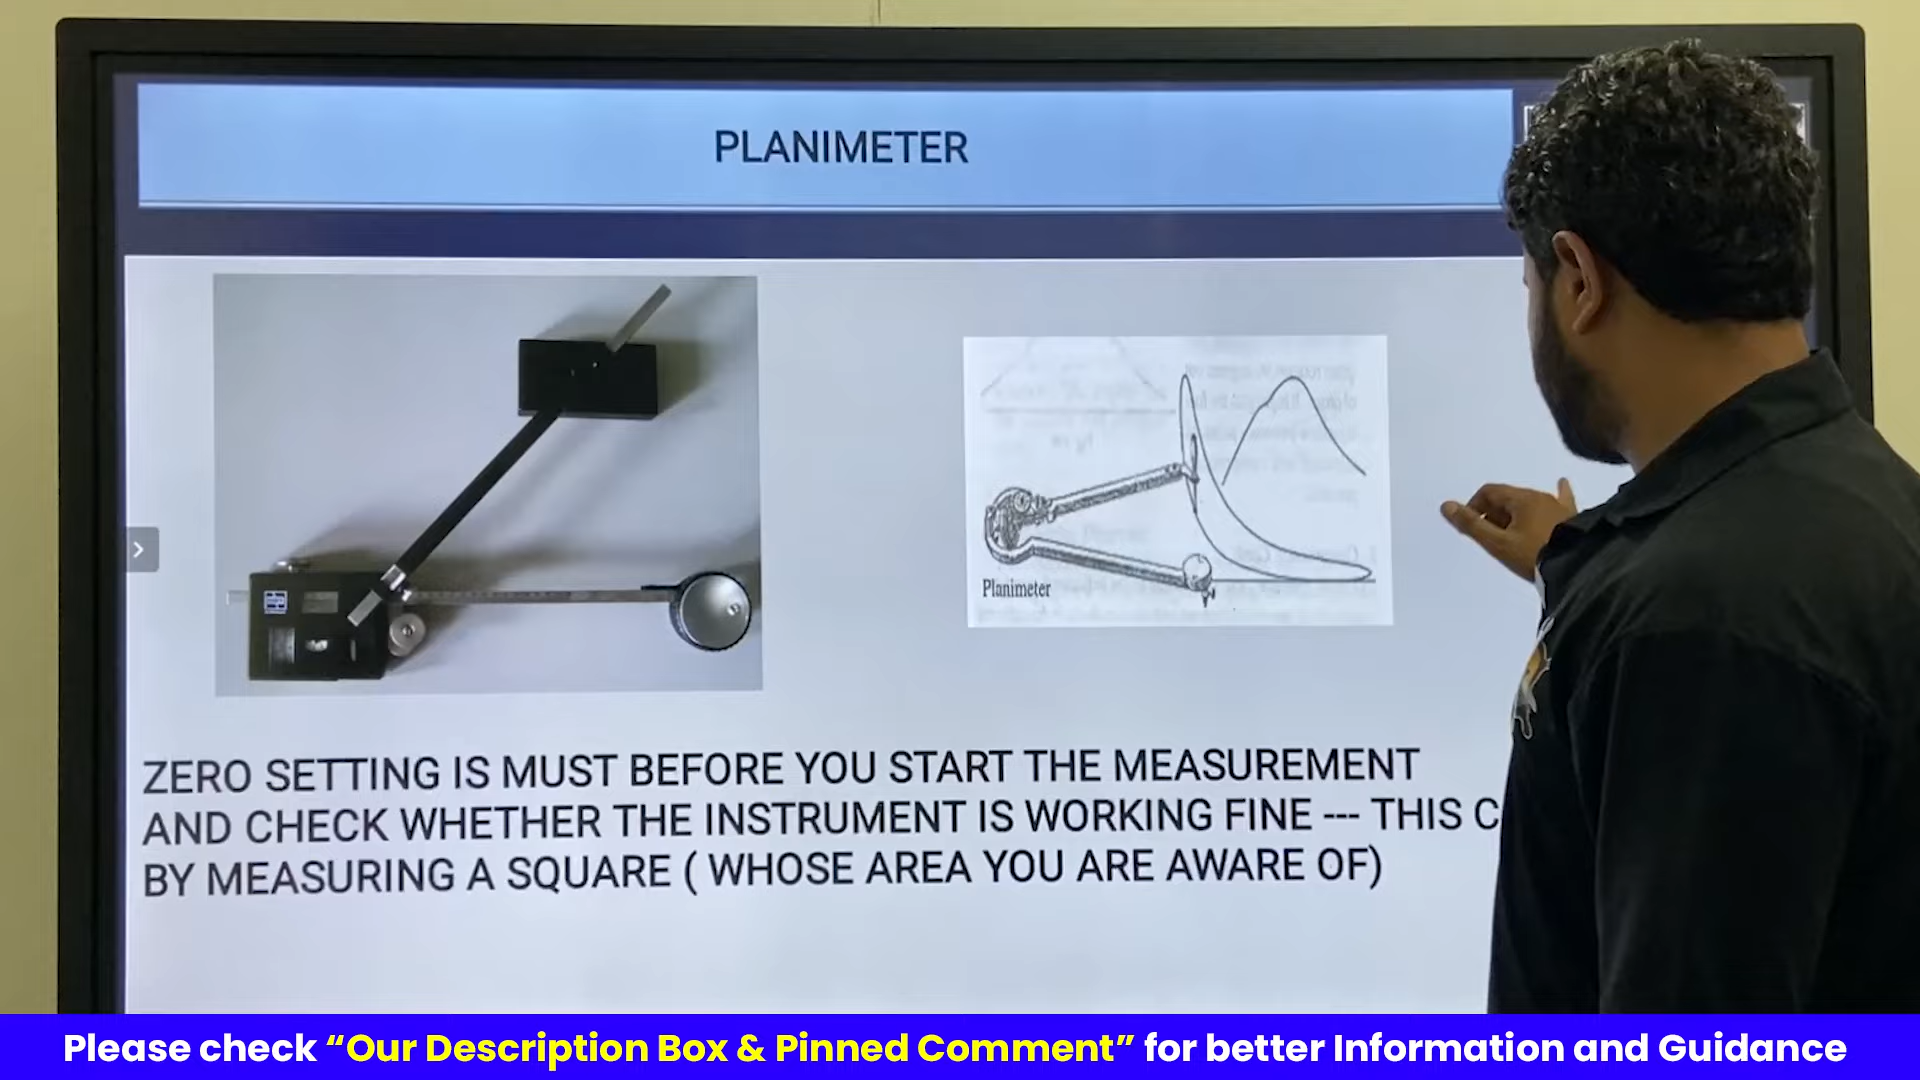 PLANIMETER
Planimeter
ZERO SETTING IS MUST BEFORE YOU START THE MEASUREMENT
AND CHECK WHETHER THE INSTRUMENT IS WORKING FINE --- THIS C
BY MEASURING A SQUARE ( WHOSE AREA YOU ARE AWARE OF)
Please check “Our Description Box & Pinned Comment” for better Information and Guidance